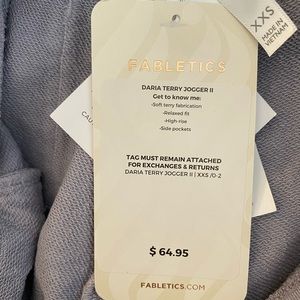 XXS
MADE IN
VIETNAM
FABLETICS
DARIA TERRY JOGGER II
Get to know me:
-Soft terry fabrication
-Relaxed fit
-High-rise
-Side pockets
TAG MUST REMAIN ATTACHED
FOR EXCHANGES & RETURNS
DARIA TERRY JOGGER II | XXS /0-2
$ 64.95
FABLETICS.COM